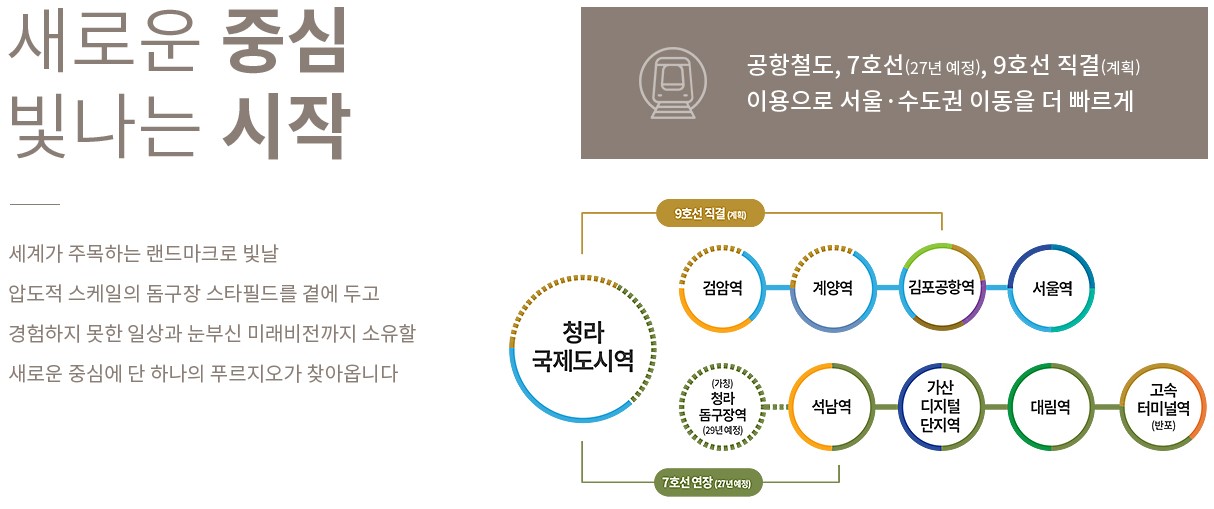 새로운 중심
빛나는 시작
세계가 주목하는 랜드마크로 빛날
압도적 스케일의 돔구장 스타필드를 곁에 두고
경험하지 못한 일상과 눈부신 미래비전까지 소유할
새로운 중심에 단 하나의 푸르지오가 찾아옵니다
공항철도, 7호선(27년 예정), 9호선 직결(계획)
이용으로 서울·수도권 이동을 더 빠르게
9호선 직결 (계획)
청라
국제도시역
검암역
계양역
김포공항역
서울역
(가칭)
청라
돔구장역
(29년 예정)
석남역
가산
디지털
단지역
대림역
고속
터미널역
(반포)
7호선 연장 (27년 예정)